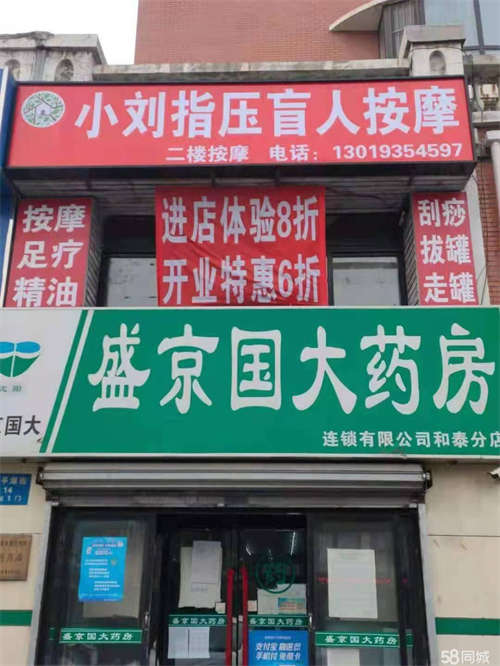 小刘指压盲人按摩
二楼按摩 电话：13019354597
按摩
足疗
精油
进店体验8折
开业特惠6折
刮痧
拔罐
走罐
盛京国大药房
连锁有限公司和泰分店
京国大
14
盛京国大药房
盛京国大药房
盛京国大药房
支付宝
58同城